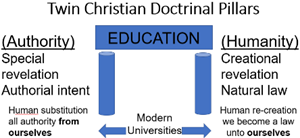 Twin Christian Doctrinal Pillars
(Authority)
Special
revelation
Authorial intent
Human substitution
all authority from
ourselves
EDUCATION
Modern
Universities
(Humanity)
Creational
revelation
Natural law
Human re-creation
we become a law
unto ourselves